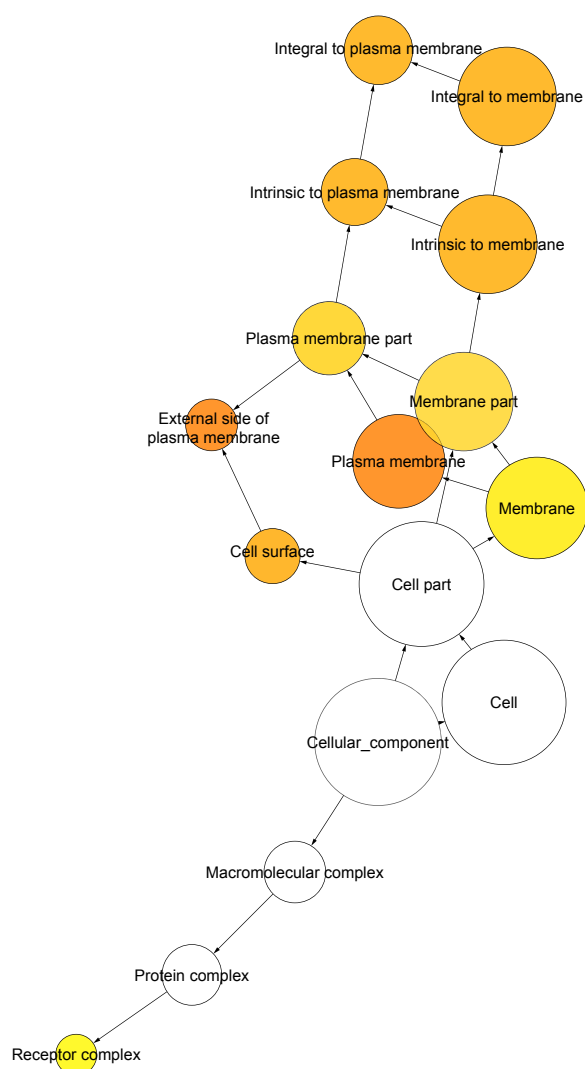 Integral to plasma membrane
Integral to membrane
Intrinsic to plasma membrane
Intrinsic to membrane
Plasma membrane part
Membrane part
External side of
plasma membrane
Plasma membrane
Membrane
Cell surface
Cell part
Cell
Cellular_component
Macromolecular complex
Protein complex
Receptor complex